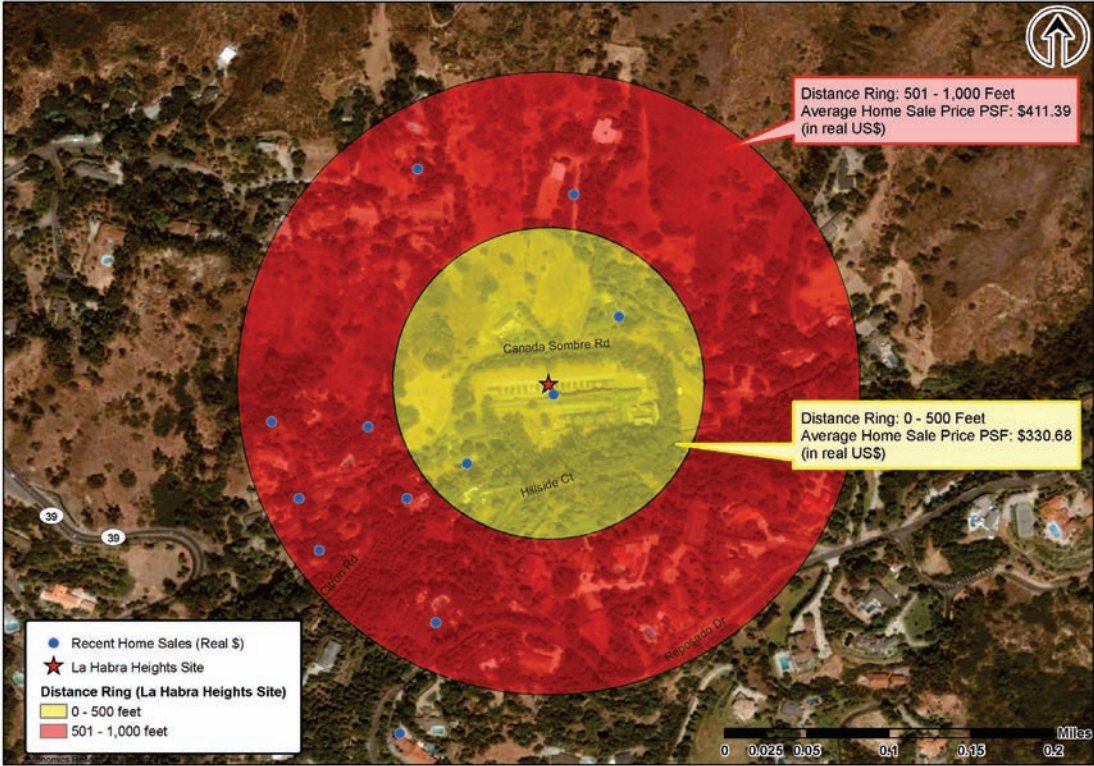 Distance Ring: 501 - 1,000 Feet
Average Home Sale Price PSF: $411.39
(in real US$)
Canada Sombre Rd
Distance Ring: 0 - 500 Feet
Average Home Sale Price PSF: $330.68
(in real US$)
Hillside Ct
39
39
Citron Rd
Reposado Dr
Recent Home Sales (Real $)
La Habra Heights Site
Distance Ring (La Habra Heights Site)
0 - 500 feet
501 - 1,000 feet
Miles
0 0.025 0.05 0.1 0.15 0.2